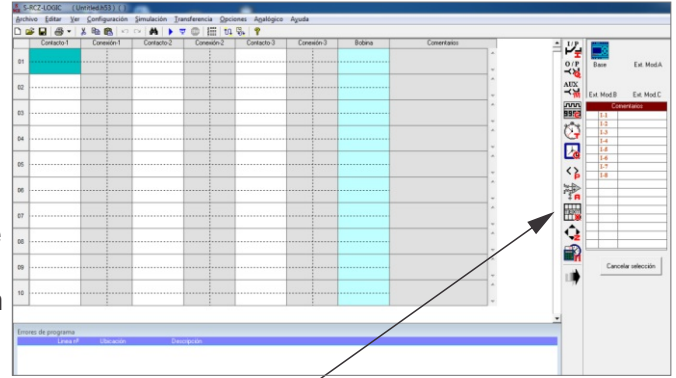 S-RCZ-LOGIC ( Untitled.h53 ) ( )
Archivo Editar Ver Configuración Simulación Transferencia Opciones Analógico Ayuda
Contacto-1 Conexión-1 Contacto-2 Conexión-2 Contacto-3 Conexión-3 Bobina Comentarios
01
02
03
04
05
06
07
08
09
10
I/P
O/P
AUX
Base Ext. Mod.A
Ext. Mod.B Ext. Mod.C
Comentarios
I-1
I-2
I-3
I-4
I-5
I-6
I-7
I-8
Cancelar selección
Errores de programa
Línea nº Ubicación Descripción